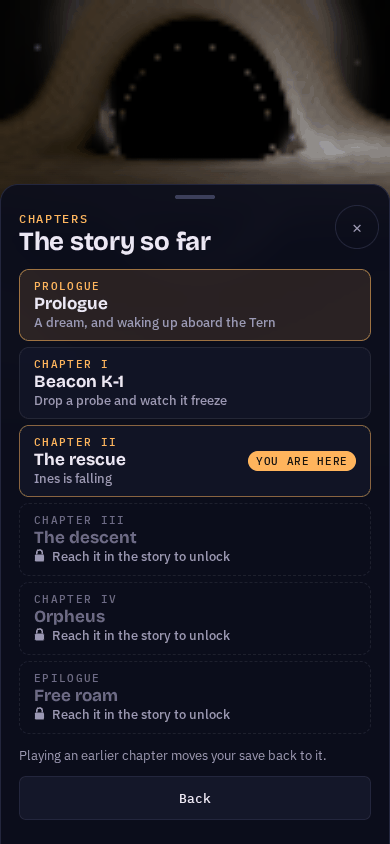 CHAPTERS
The story so far
×
PROLOGUE
Prologue
A dream, and waking up aboard the Tern
CHAPTER I
Beacon K-1
Drop a probe and watch it freeze
CHAPTER II
The rescue
YOU ARE HERE
Ines is falling
CHAPTER III
The descent
Reach it in the story to unlock
CHAPTER IV
Orpheus
Reach it in the story to unlock
EPILOGUE
Free roam
Reach it in the story to unlock
Playing an earlier chapter moves your save back to it.
Back